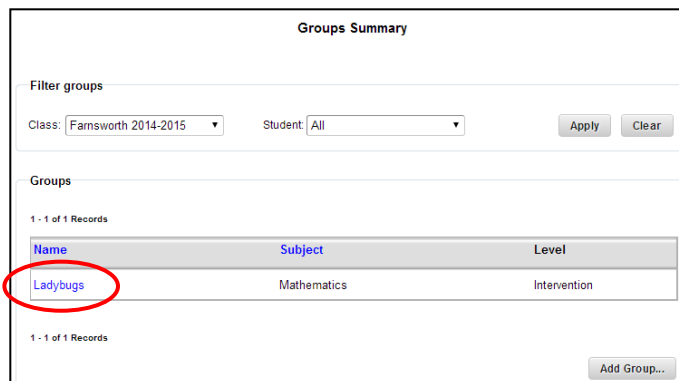 Groups Summary
Filter groups
Class: Farnsworth 2014-2015 Student: All Apply Clear
Groups
1 - 1 of 1 Records
Name Subject Level
Ladybugs Mathematics Intervention
1 - 1 of 1 Records
Add Group...